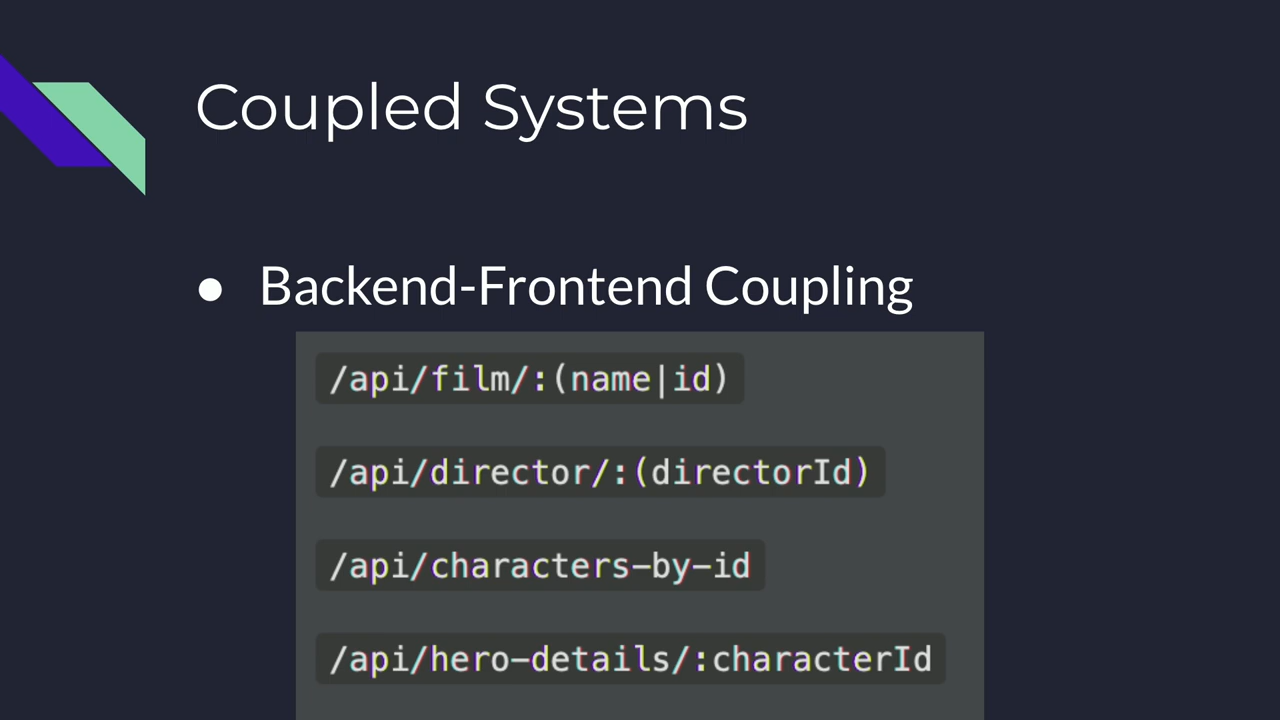 Coupled Systems
● Backend-Frontend Coupling
/api/film/:(name|id)
/api/director/:(directorId)
/api/characters-by-id
/api/hero-details/:characterId